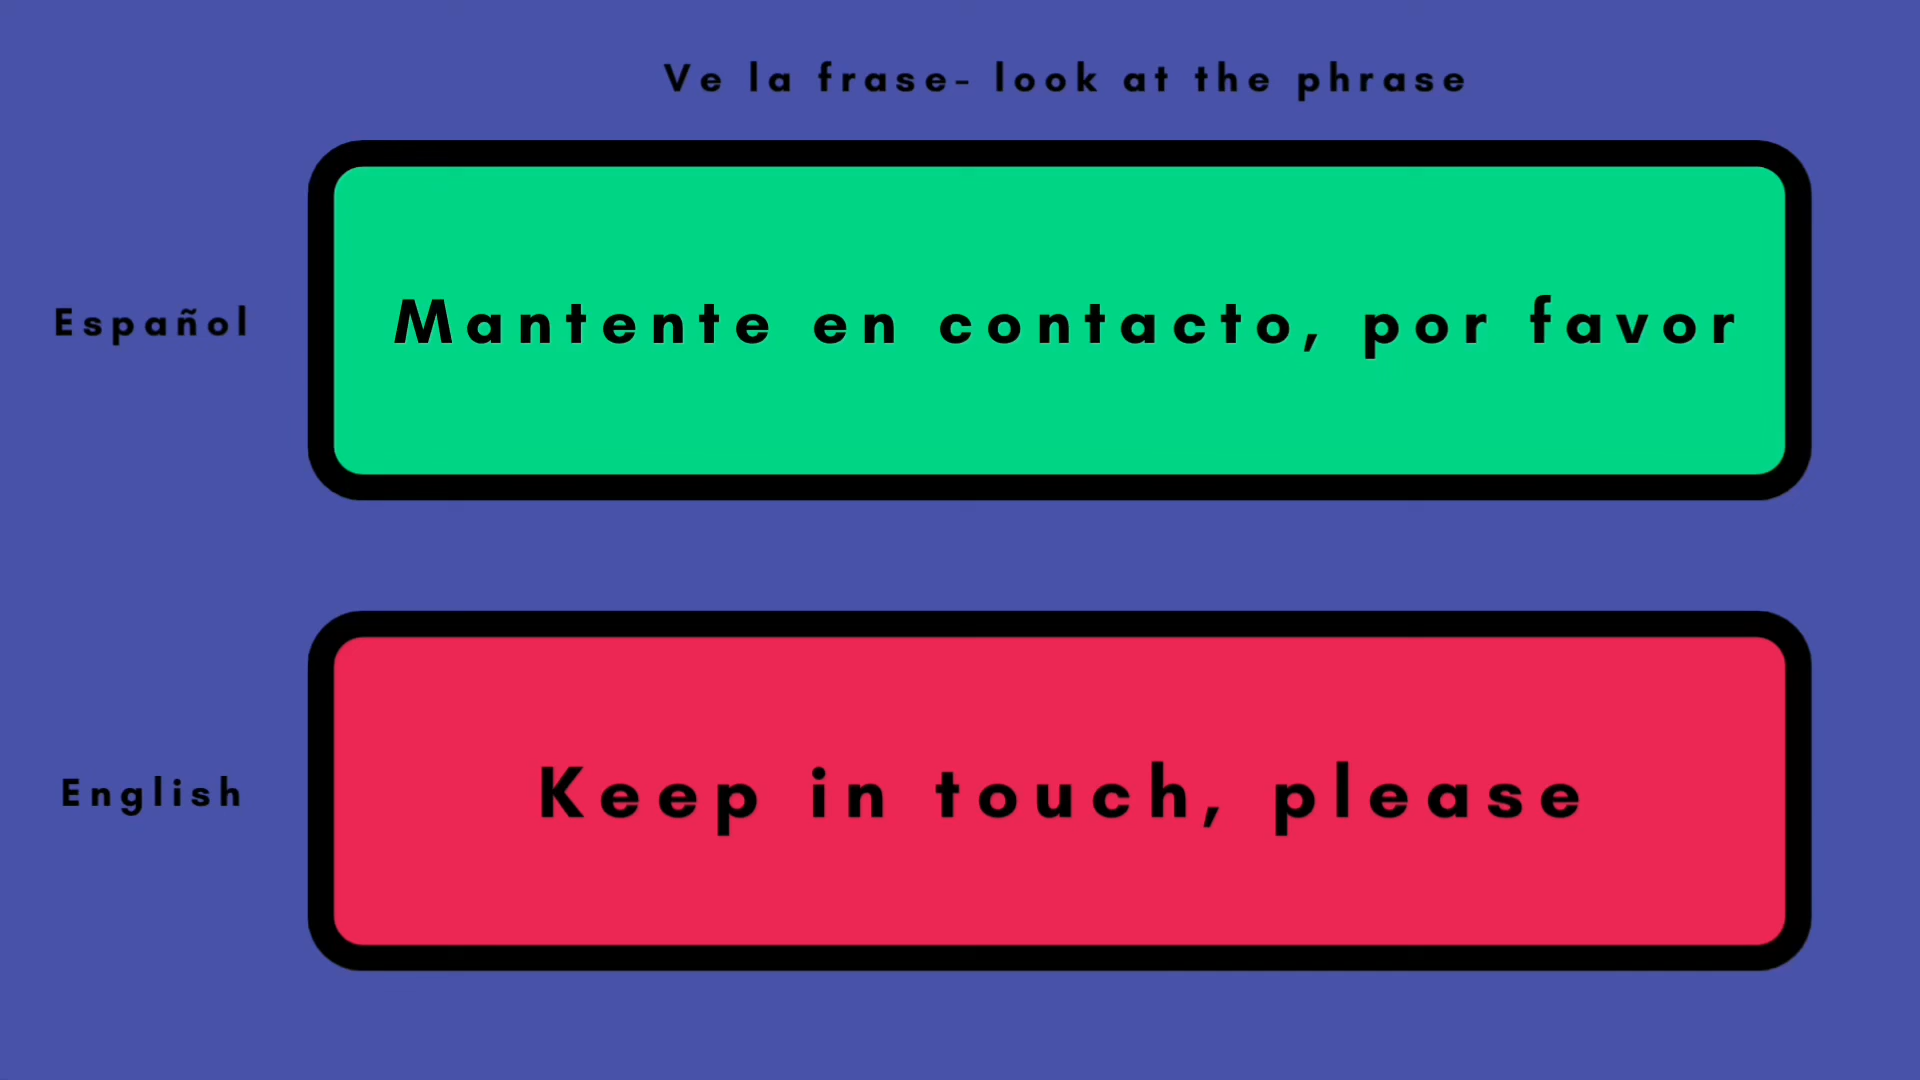 Ve la frase- look at the phrase
Español
Mantente en contacto, por favor
English
Keep in touch, please